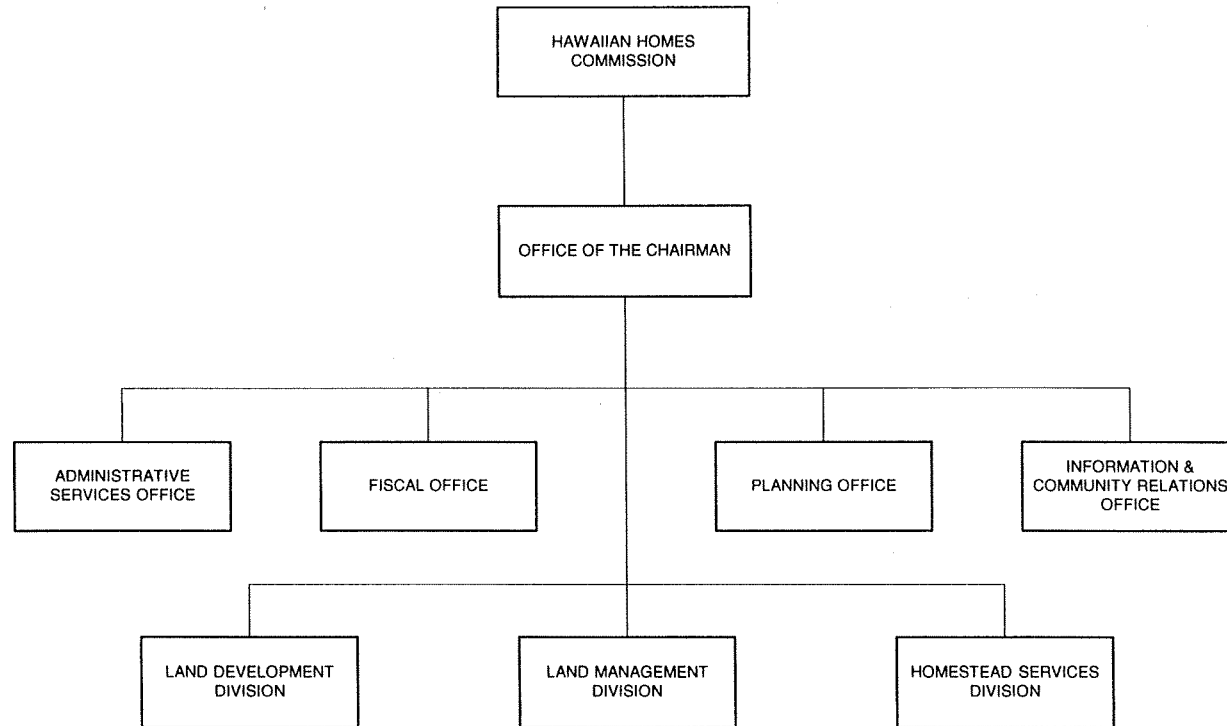 HAWAIIAN HOMES
COMMISSION
OFFICE OF THE CHAIRMAN
ADMINISTRATIVE
SERVICES OFFICE
FISCAL OFFICE
PLANNING OFFICE
INFORMATION &
COMMUNITY RELATIONS
OFFICE
LAND DEVELOPMENT
DIVISION
LAND MANAGEMENT
DIVISION
HOMESTEAD SERVICES
DIVISION